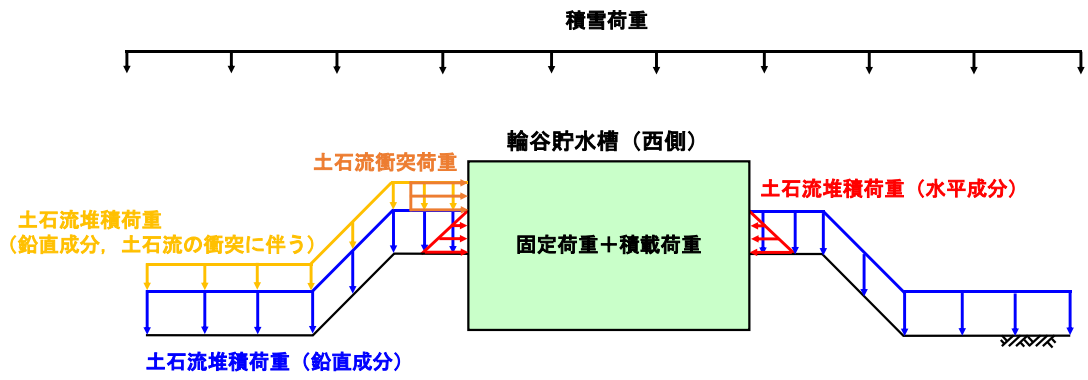 積雪荷重
輪谷貯水槽（西側）
土石流衝突荷重
土石流堆積荷重（水平成分）
土石流堆積荷重
（鉛直成分，土石流の衝突に伴う）
固定荷重＋積載荷重
土石流堆積荷重（鉛直成分）